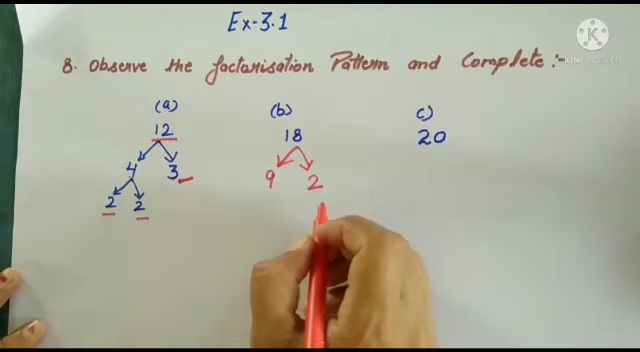 Ex-3.1
KINEMASTER
8. Observe the factorisation Pattern and Complete :-
(a) (b) c)
12 18 20
4 3 9 2
2 2